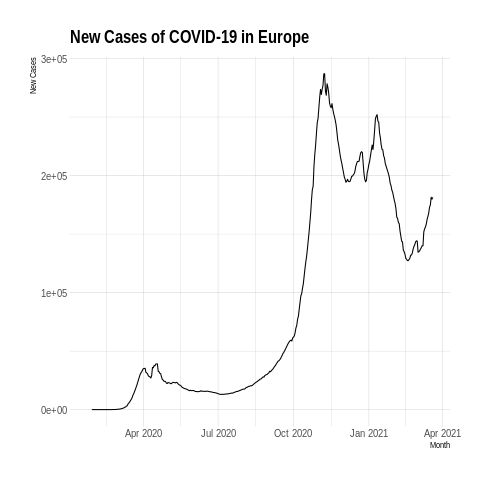 New Cases of COVID-19 in Europe
New Cases
3e+05
2e+05
1e+05
0e+00
Apr 2020 Jul 2020 Oct 2020 Jan 2021 Apr 2021
Month